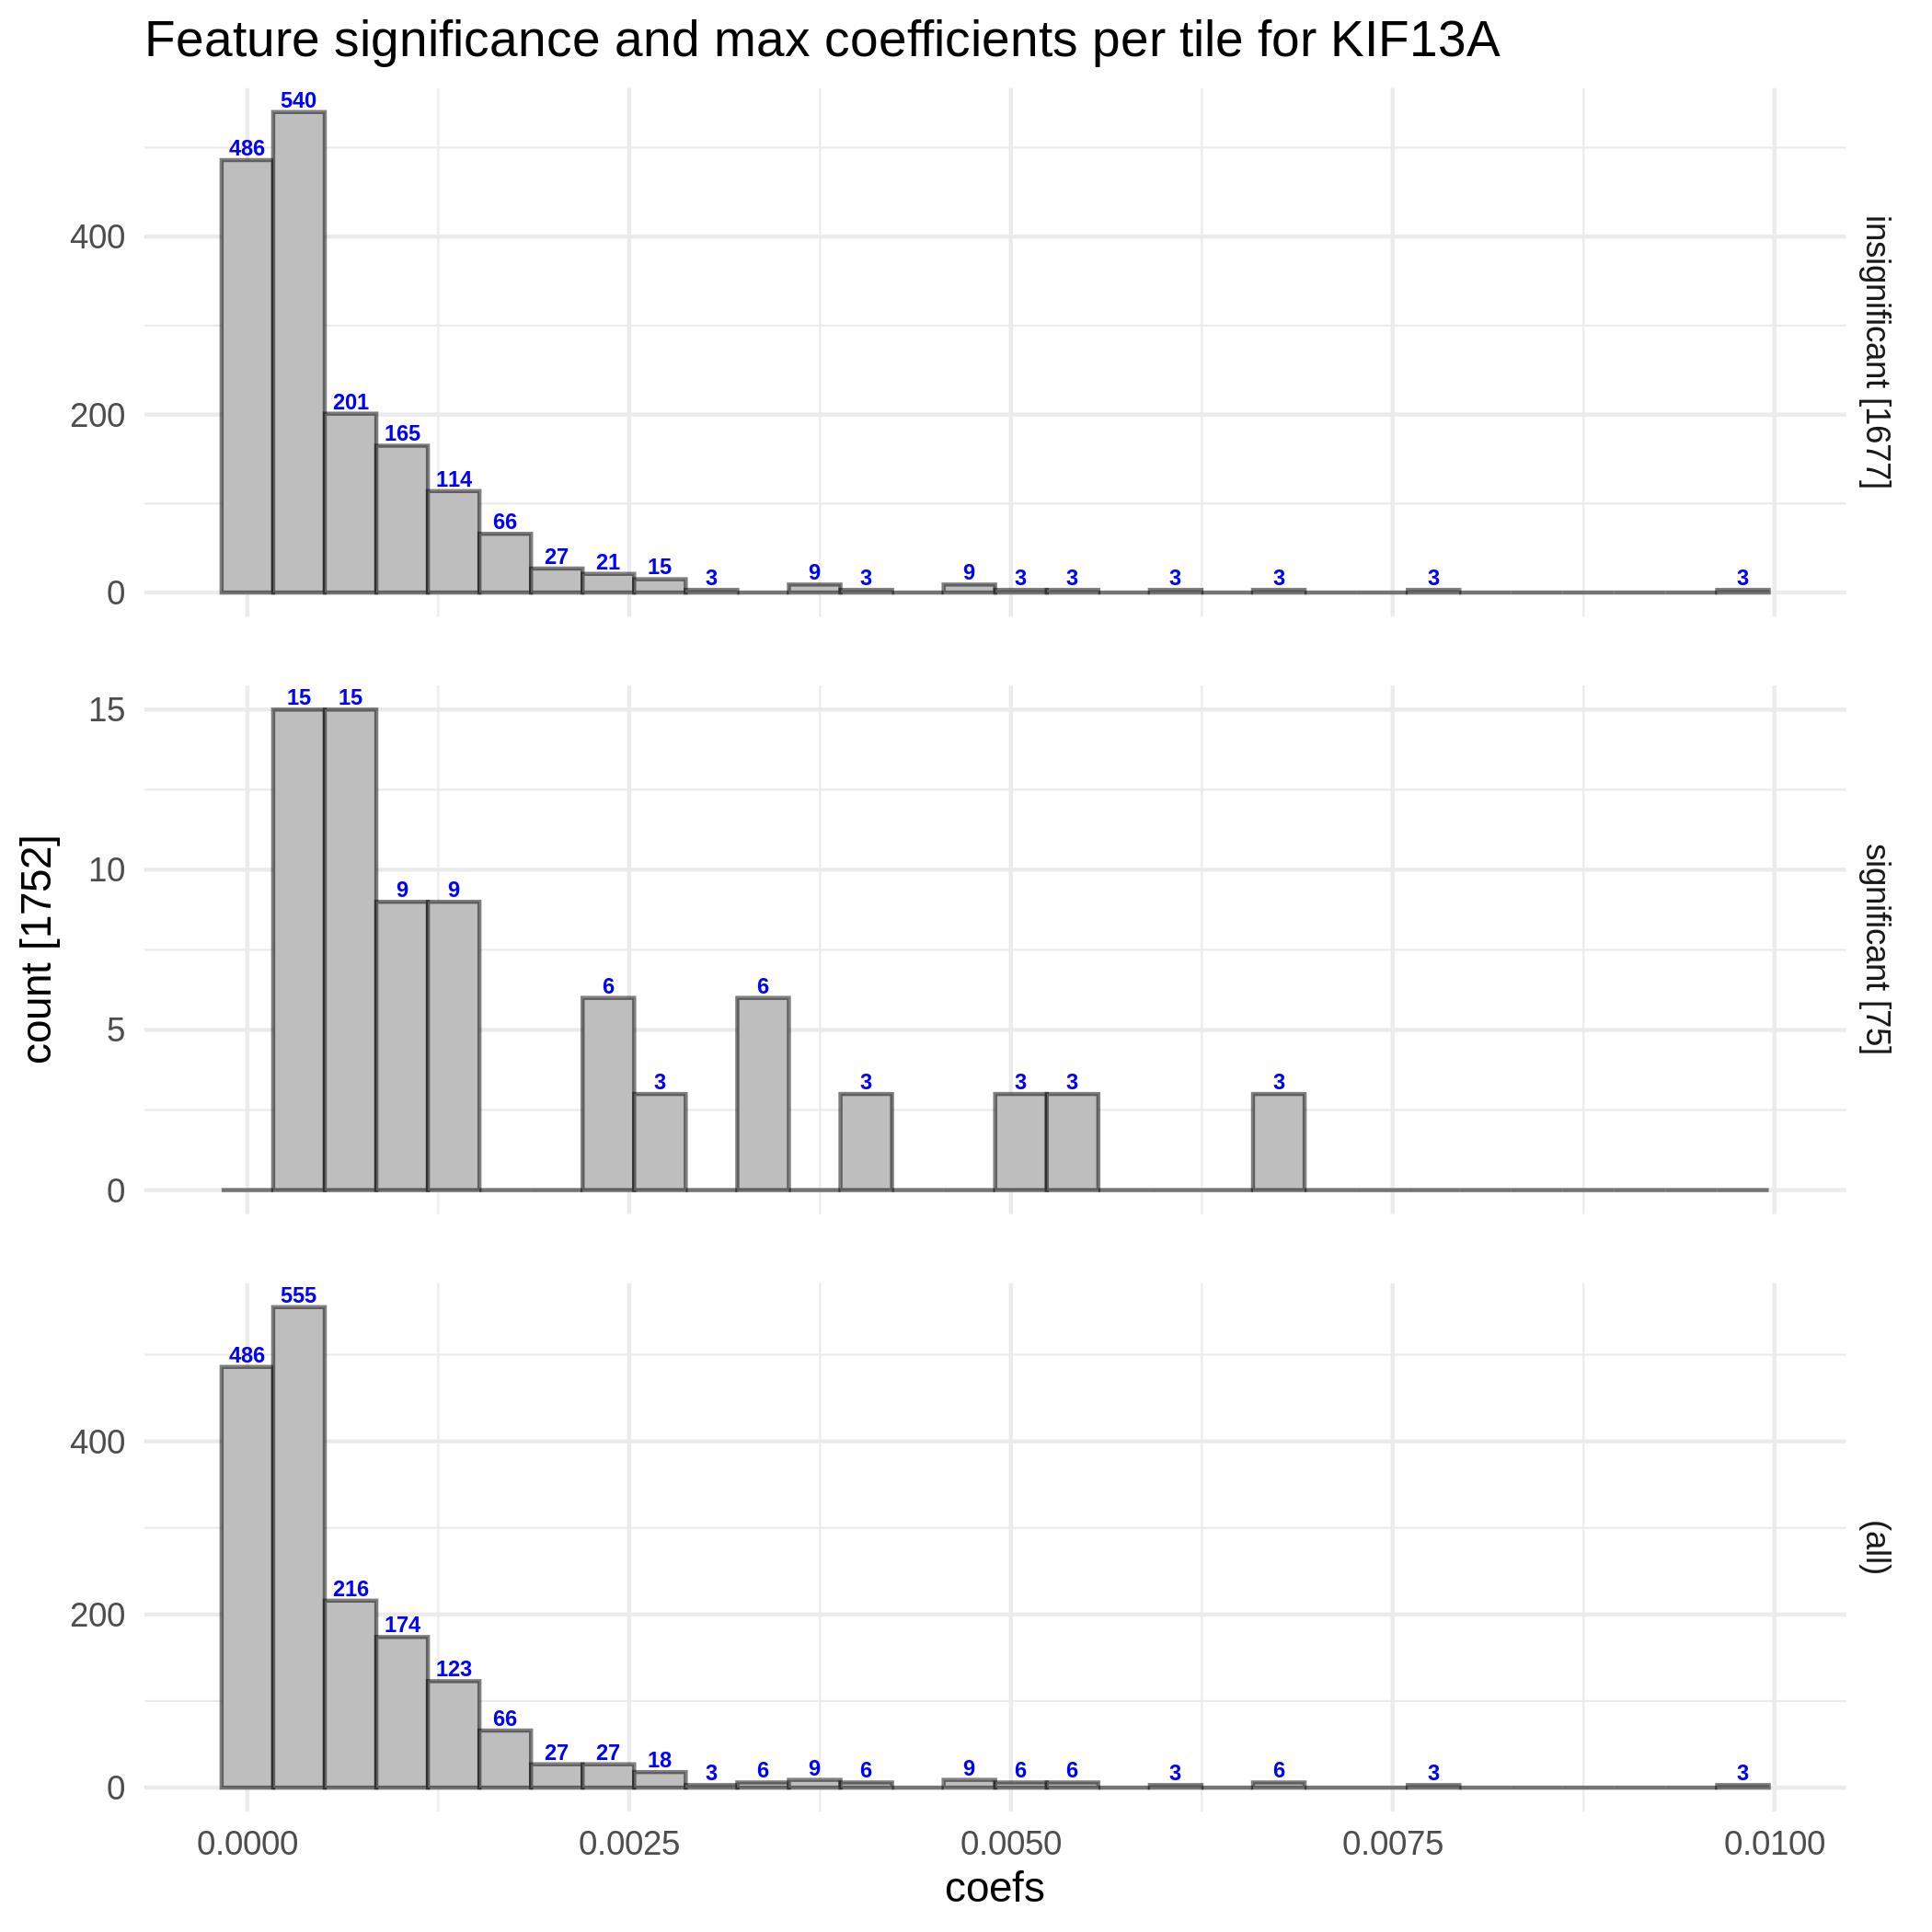 Feature significance and max coefficients per tile for KIF13A
486 540 201 165 114 66 27 21 15 3 9 3 9 3 3 3 3 3 3
400
200
0
insignificant [1677]
15 15 9 9 6 3 6 3 3 3 3
15
10
5
0
significant [75]
count [1752]
486 555 216 174 123 66 27 27 18 3 6 9 6 9 6 6 3 6 3 3
400
200
0
(all)
0.0000 0.0025 0.0050 0.0075 0.0100
coefs